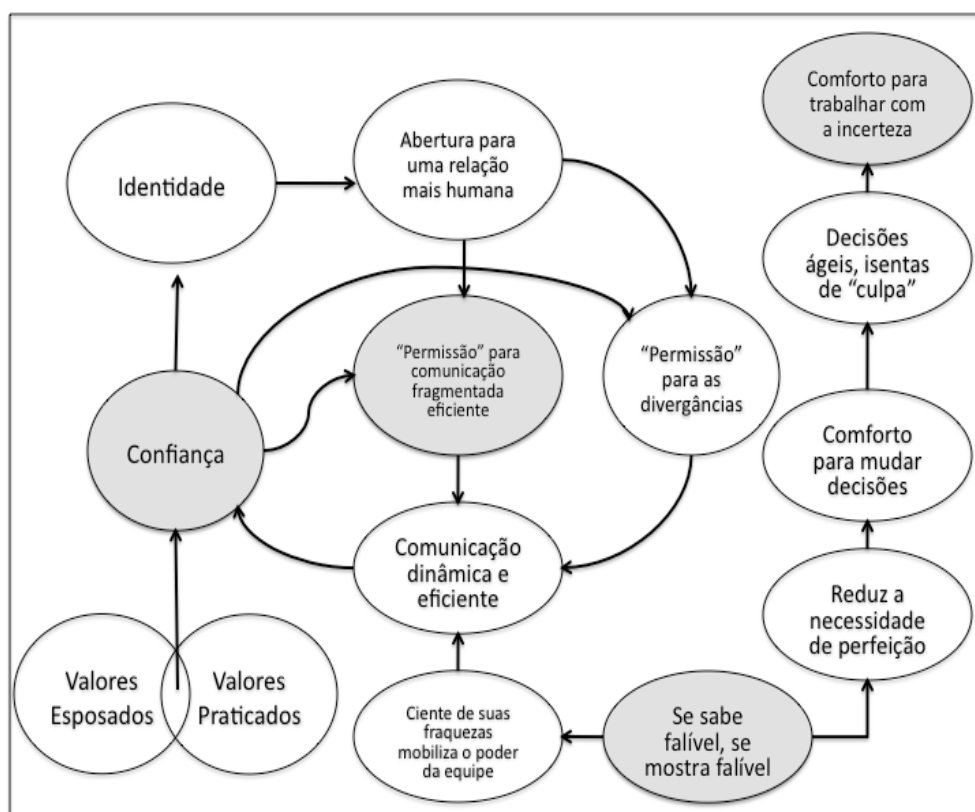 Comforto para
trabalhar com
a incerteza
Abertura para
uma relação
mais humana
Identidade
Decisões
ágeis, isentas
de “culpa”
“Permissão” para
comunicação
fragmentada
eficiente
“Permissão”
para as
divergâncias
Confiança
Comforto
para mudar
decisões
Comunicação
dinâmica e
eficiente
Reduz a
necessidade
de perfeição
Valores
Esposados
Valores
Praticados
Ciente de suas
fraquezas
mobiliza o poder
da equipe
Se sabe
falível, se
mostra falível